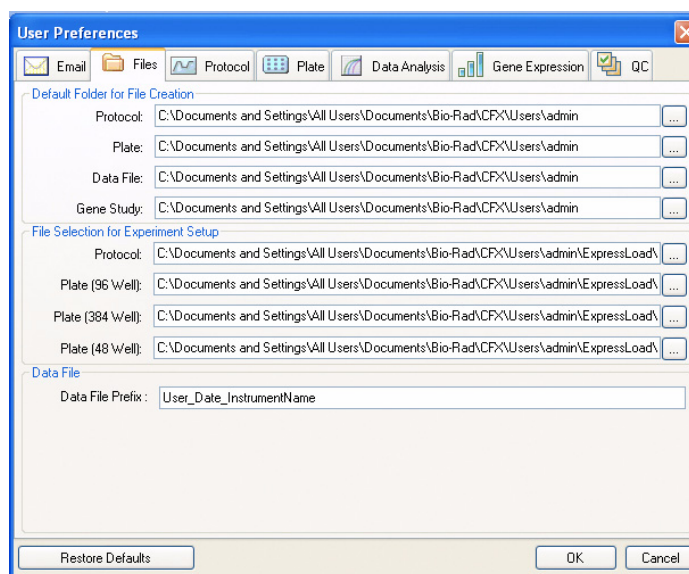 User Preferences
Email Files Protocol Plate Data Analysis Gene Expression QC
Default Folder for File Creation
Protocol: C:\Documents and Settings\All Users\Documents\Bio-Rad\CFX\Users\admin ...
Plate: C:\Documents and Settings\All Users\Documents\Bio-Rad\CFX\Users\admin ...
Data File: C:\Documents and Settings\All Users\Documents\Bio-Rad\CFX\Users\admin ...
Gene Study: C:\Documents and Settings\All Users\Documents\Bio-Rad\CFX\Users\admin ...
File Selection for Experiment Setup
Protocol: C:\Documents and Settings\All Users\Documents\Bio-Rad\CFX\Users\admin\ExpressLoad\ ...
Plate (96 Well): C:\Documents and Settings\All Users\Documents\Bio-Rad\CFX\Users\admin\ExpressLoad\ ...
Plate (384 Well): C:\Documents and Settings\All Users\Documents\Bio-Rad\CFX\Users\admin\ExpressLoad\ ...
Plate (48 Well): C:\Documents and Settings\All Users\Documents\Bio-Rad\CFX\Users\admin\ExpressLoad\ ...
Data File
Data File Prefix : User_Date_InstrumentName
Restore Defaults OK Cancel